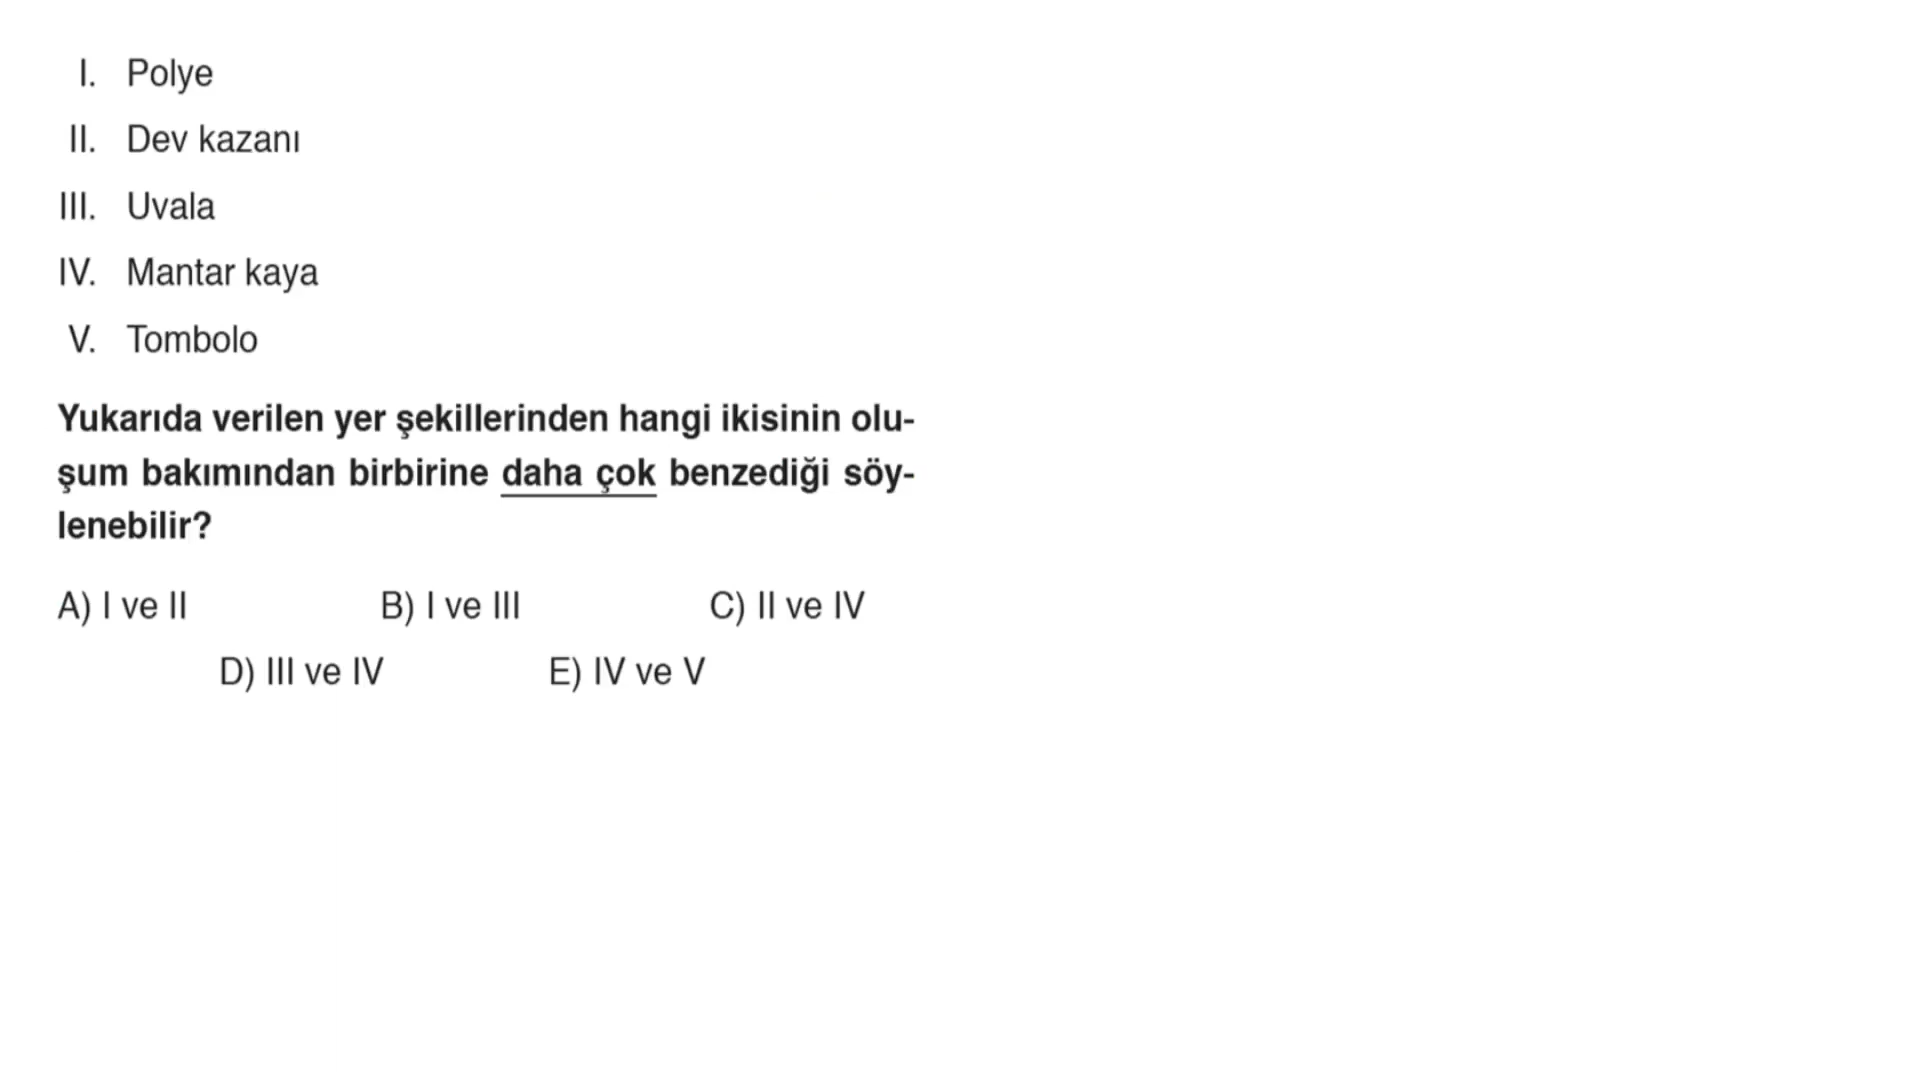 I. Polye
II. Dev kazanı
III. Uvala
IV. Mantar kaya
V. Tombolo
Yukarıda verilen yer şekillerinden hangi ikisinin olu-
şum bakımından birbirine daha çok benzediği söy-
lenebilir?
A) I ve II B) I ve III C) II ve IV
D) III ve IV E) IV ve V